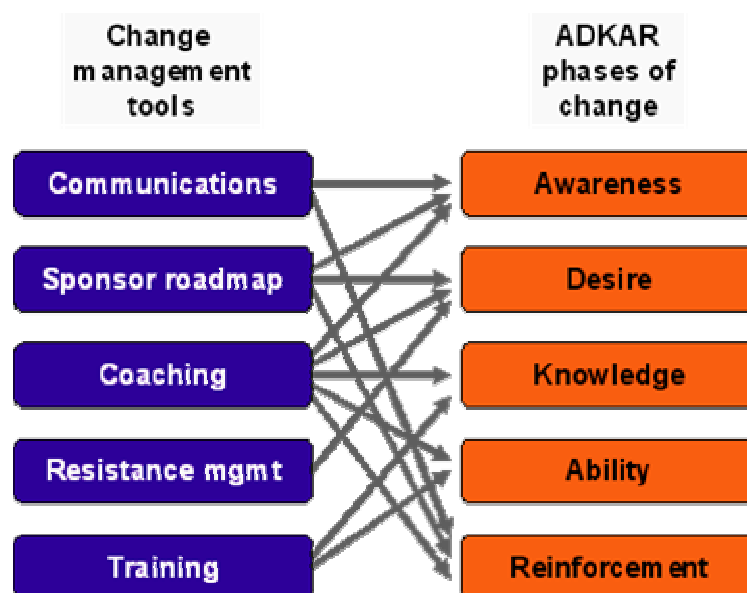 Change
management
tools
ADKAR
phases of
change
Communications
Awareness
Sponsor roadmap
Desire
Coaching
Knowledge
Resistance mgmt
Ability
Training
Reinforcement